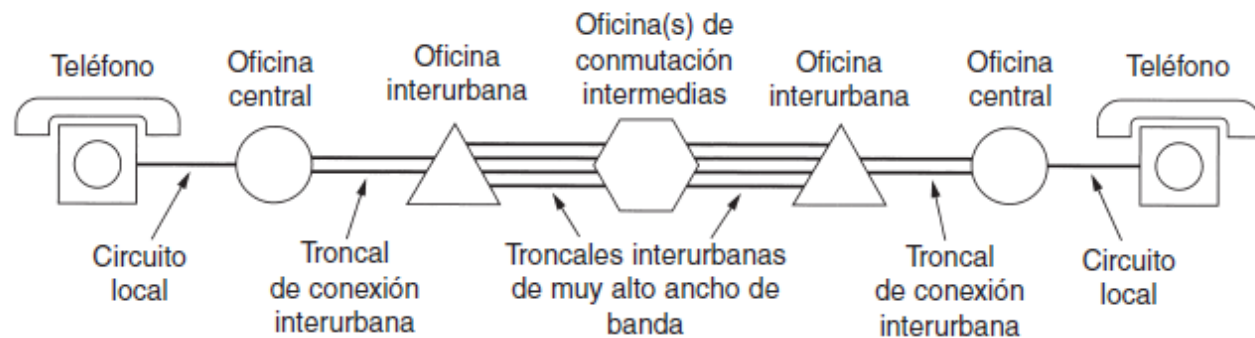 Teléfono
Oficina
central
Oficina
interurbana
Oficina(s) de
conmutación
intermedias
Oficina
interurbana
Oficina
central
Teléfono
Circuito
local
Troncal
de conexión
interurbana
Troncales interurbanas
de muy alto ancho de
banda
Troncal
de conexión
interurbana
Circuito
local